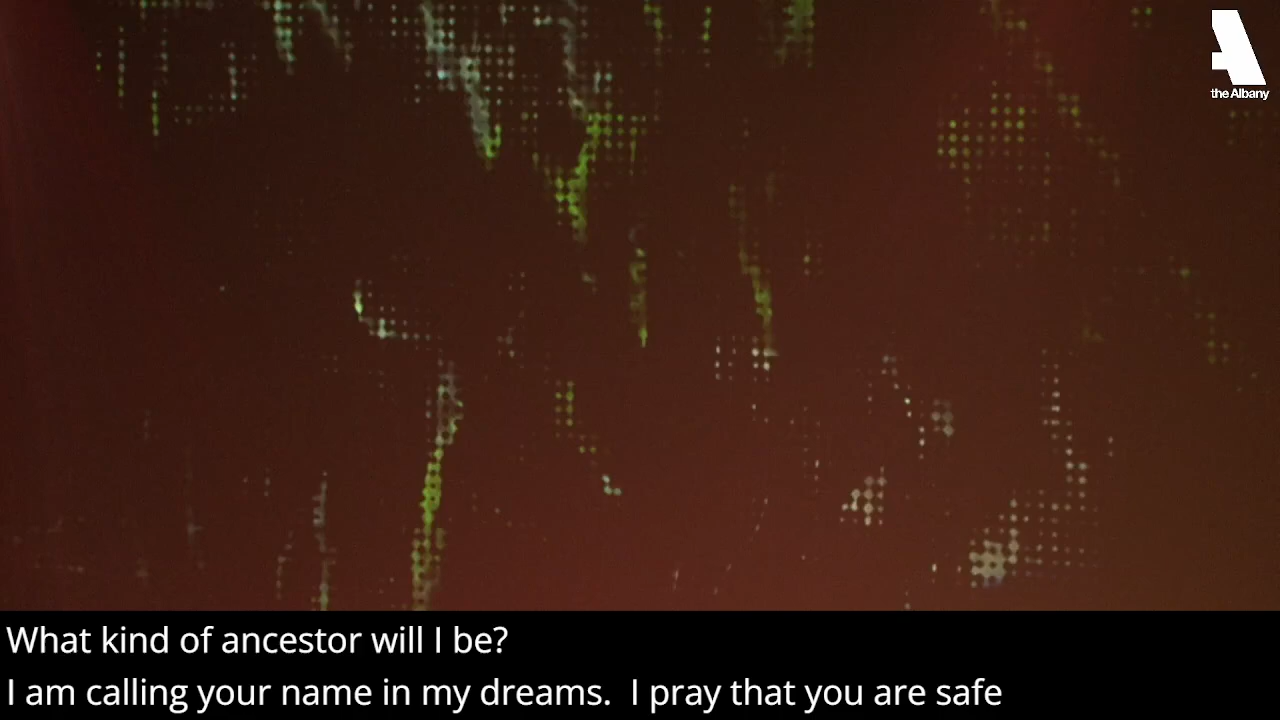 the Albany
What kind of ancestor will I be?
I am calling your name in my dreams.  I pray that you are safe